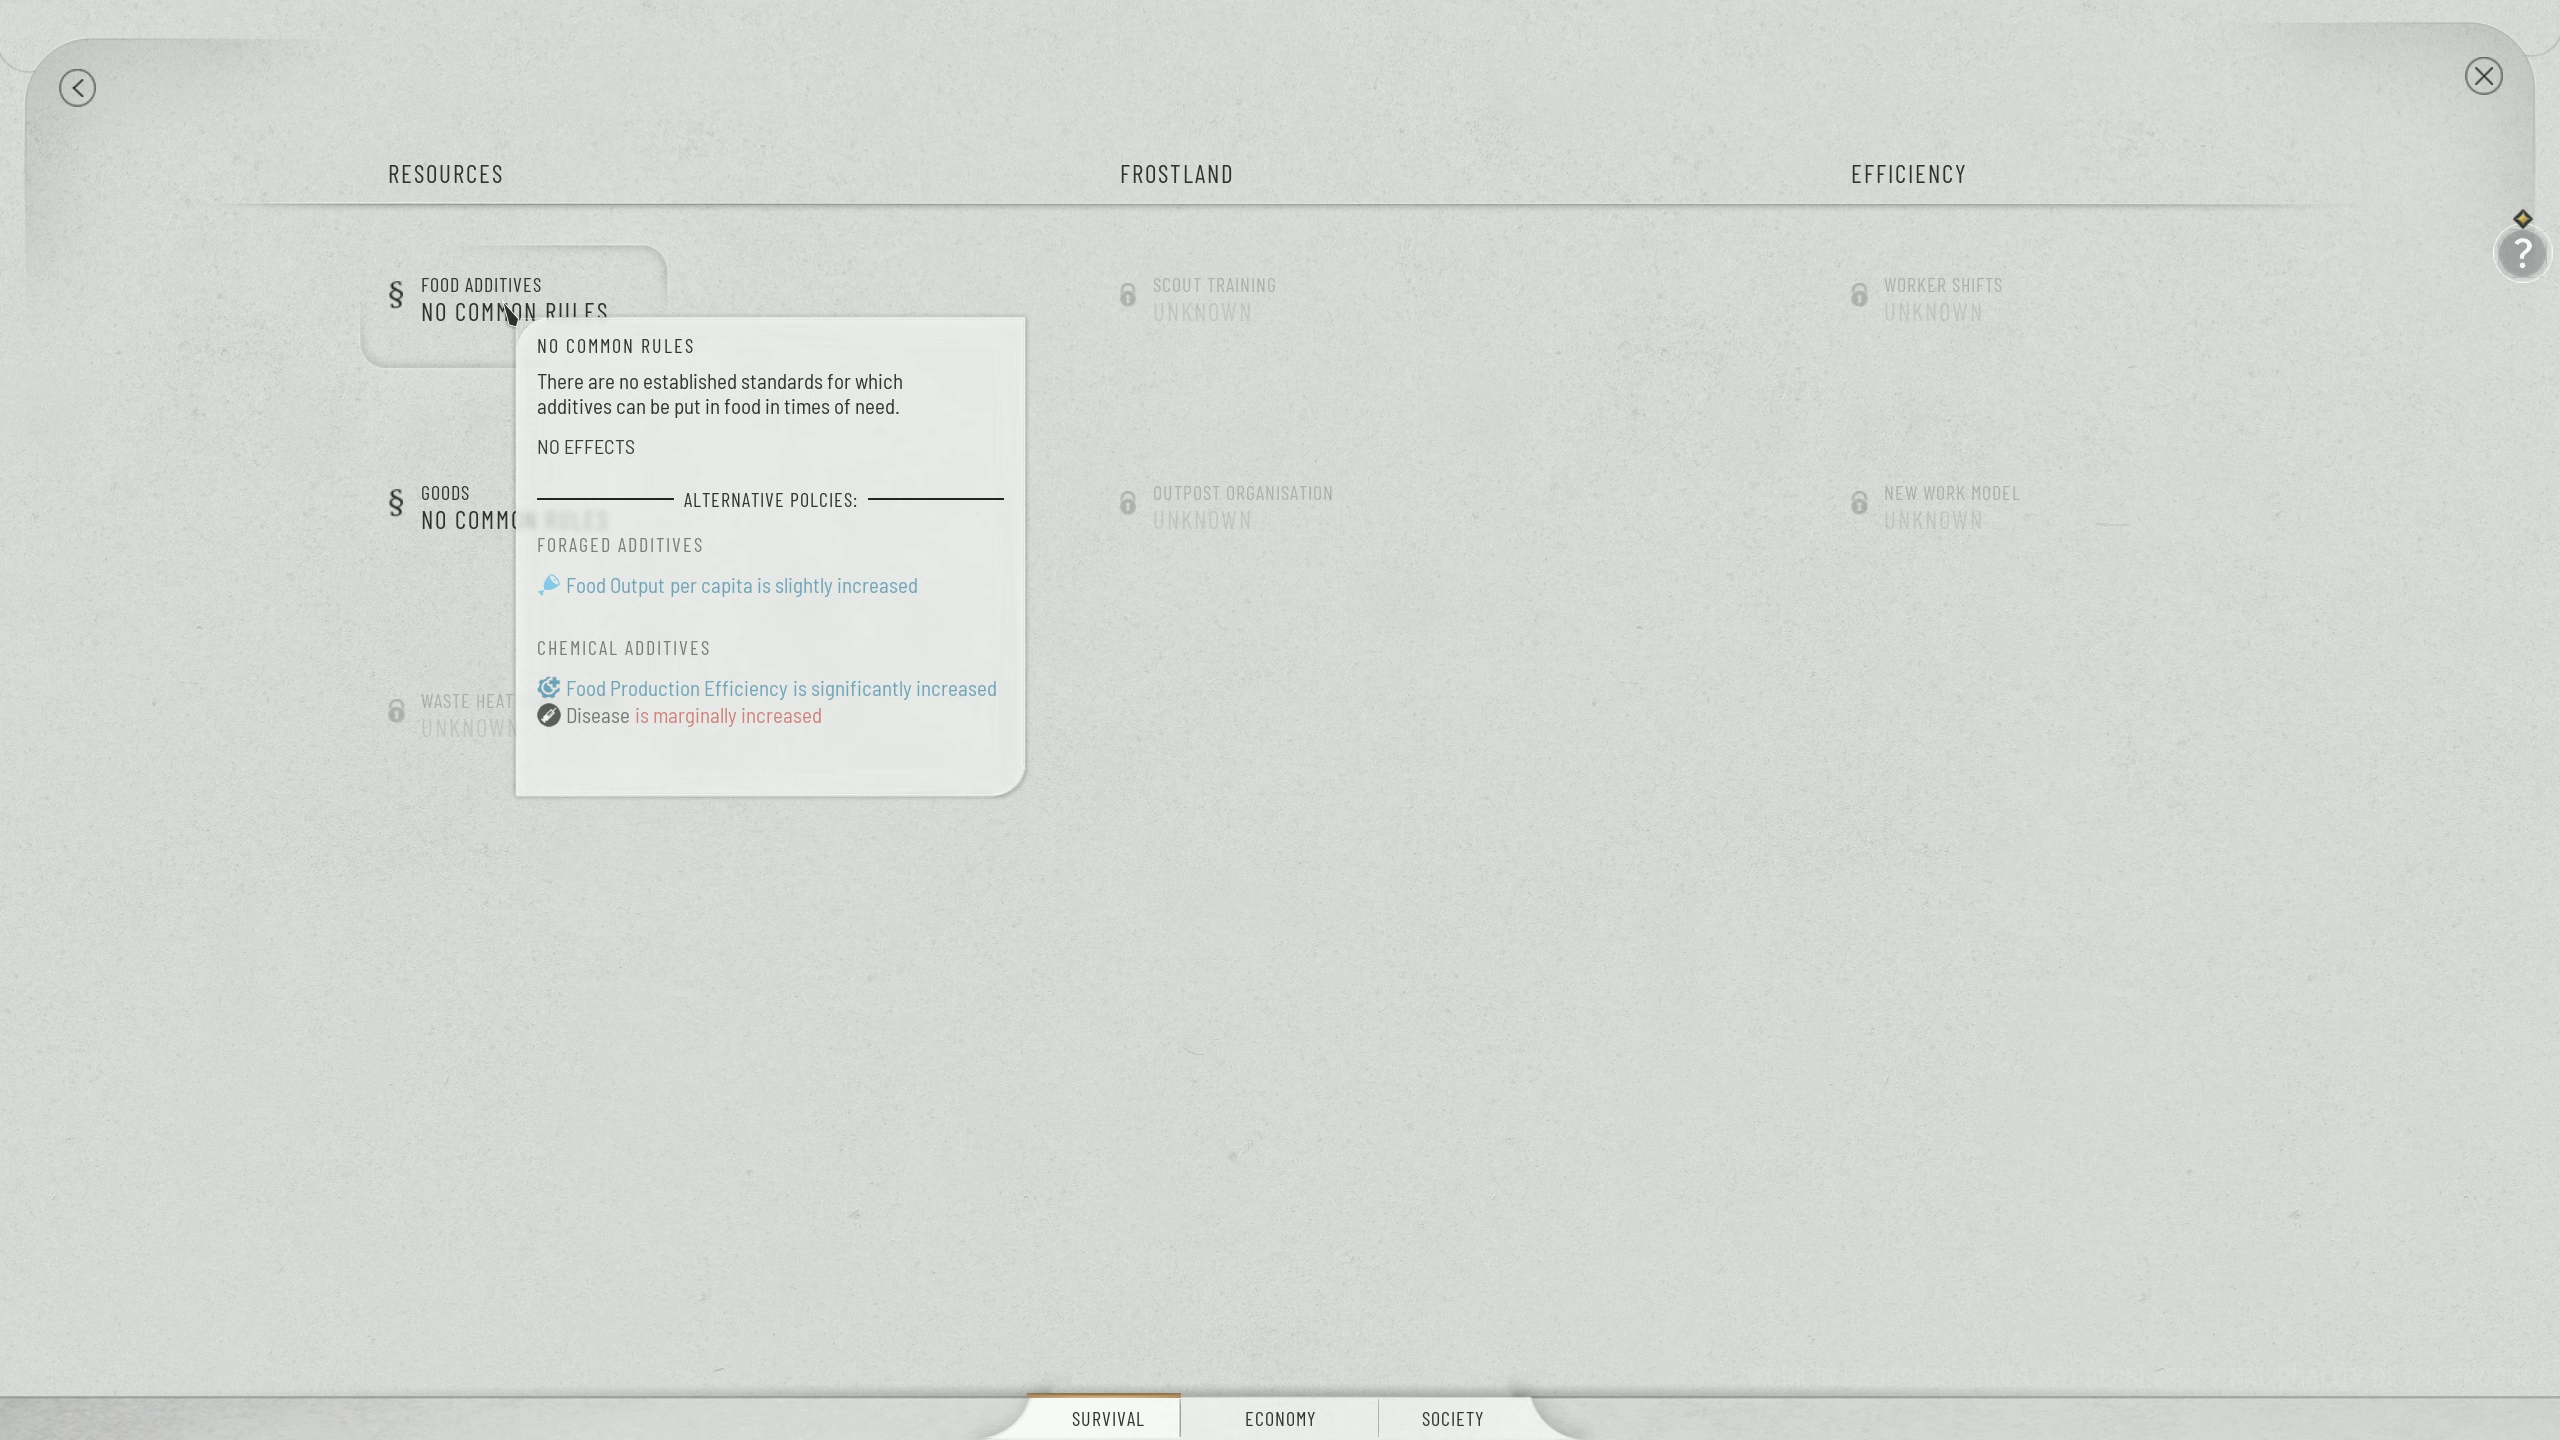 RESOURCES
FROSTLAND
EFFICIENCY
§ FOOD ADDITIVES
NO COMMON RULES
SCOUT TRAINING
UNKNOWN
WORKER SHIFTS
UNKNOWN
NO COMMON RULES
There are no established standards for which
additives can be put in food in times of need.
NO EFFECTS
ALTERNATIVE POLCIES:
FORAGED ADDITIVES
Food Output per capita is slightly increased
CHEMICAL ADDITIVES
Food Production Efficiency is significantly increased
Disease is marginally increased
§ GOODS
NO COMMON RULES
OUTPOST ORGANISATION
UNKNOWN
NEW WORK MODEL
UNKNOWN
WASTE HEAT
UNKNOWN
?
SURVIVAL
ECONOMY
SOCIETY